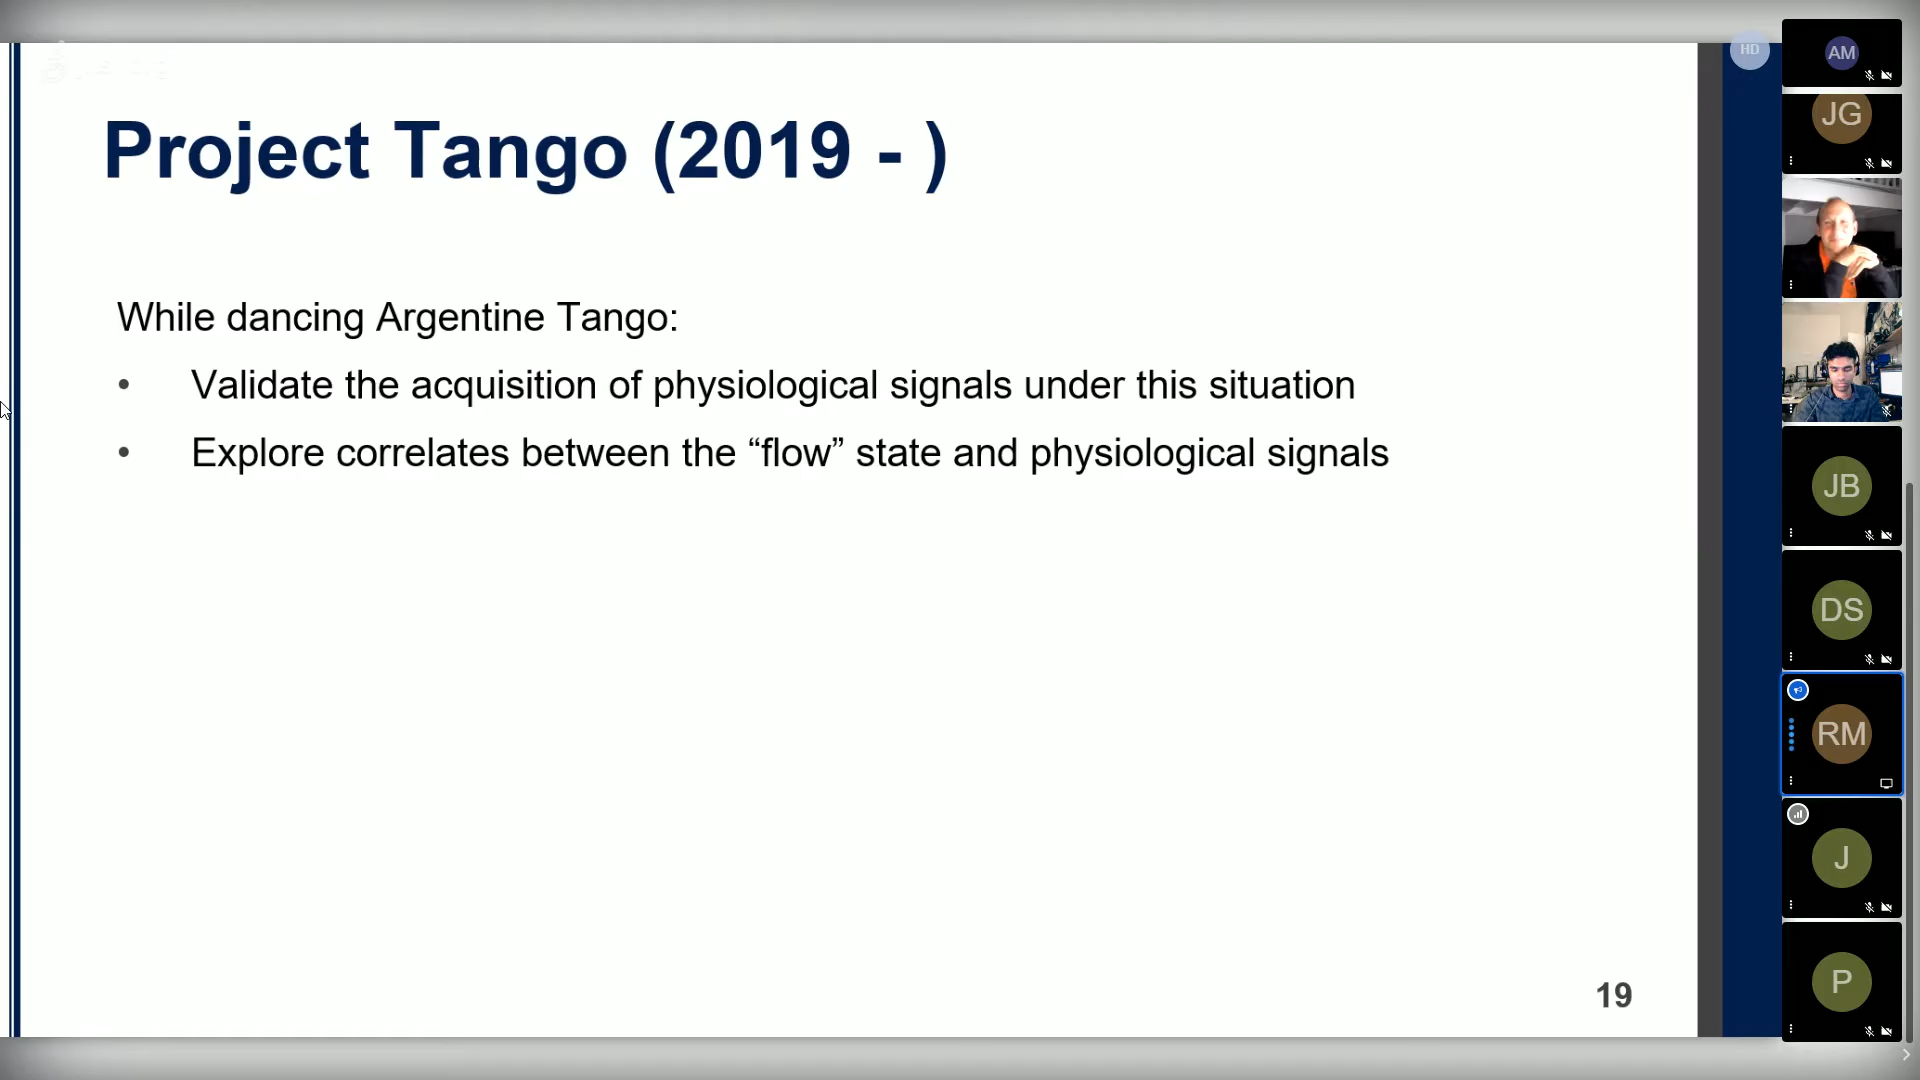 Project Tango (2019 - )
While dancing Argentine Tango:
• Validate the acquisition of physiological signals under this situation
• Explore correlates between the “flow” state and physiological signals
19
HD
AM
JG
JB
DS
RM
J
P